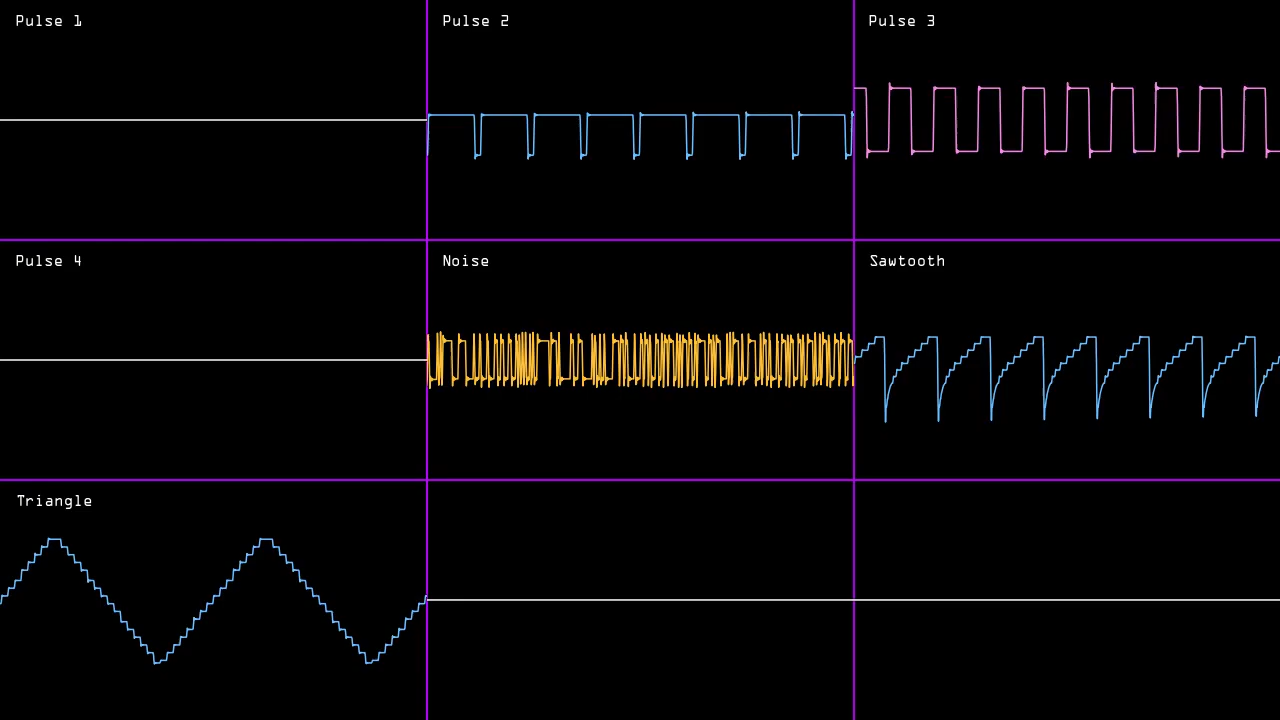 Pulse 1
Pulse 2
Pulse 3
Pulse 4
Noise
Sawtooth
Triangle